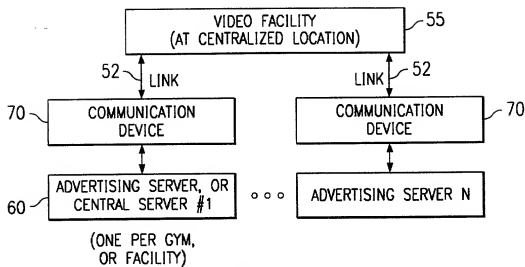 VIDEO FACILITY
(AT CENTRALIZED LOCATION)
55
52
LINK
LINK
52
70
COMMUNICATION
DEVICE
COMMUNICATION
DEVICE
70
60
ADVERTISING SERVER, OR
CENTRAL SERVER #1
ADVERTISING SERVER N
(ONE PER GYM,
OR FACILITY)